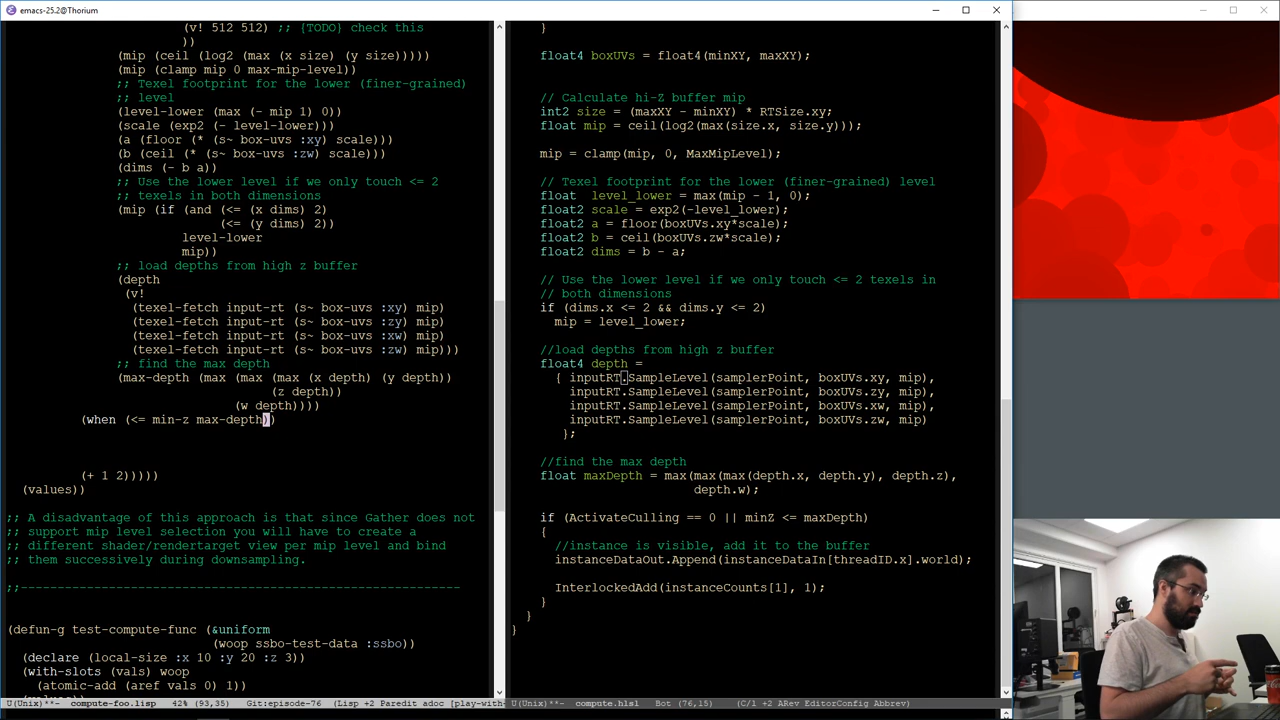 emacs-25.2@Thorium
(v! 512 512) ;; {TODO} check this
))
(mip (ceil (log2 (max (x size) (y size)))))
(mip (clamp mip 0 max-mip-level))
;; Texel footprint for the lower (finer-grained)
;; level
(level-lower (max (- mip 1) 0))
(scale (exp2 (- level-lower)))
(a (floor (* (s~ box-uvs :xy) scale)))
(b (ceil (* (s~ box-uvs :zw) scale)))
(dims (- b a))
;; Use the lower level if we only touch <= 2
;; texels in both dimensions
(mip (if (and (<= (x dims) 2)
(<= (y dims) 2))
level-lower
mip))
;; load depths from high z buffer
(depth
(v!
(texel-fetch input-rt (s~ box-uvs :xy) mip)
(texel-fetch input-rt (s~ box-uvs :zy) mip)
(texel-fetch input-rt (s~ box-uvs :xw) mip)
(texel-fetch input-rt (s~ box-uvs :zw) mip)))
;; find the max depth
(max-depth (max (max (max (x depth) (y depth))
(z depth))
(w depth))))
(when (<= min-z max-depth))
(+ 1 2)))))
(values))
;; A disadvantage of this approach is that since Gather does not
;; support mip level selection you will have to create a
;; different shader/rendertarget view per mip level and bind
;; them successively during downsampling.
;;-------------------------------------------------------------
(defun-g test-compute-func (&uniform
(woop ssbo-test-data :ssbo))
(declare (local-size :x 10 :y 20 :z 3))
(with-slots (vals) woop
(atomic-add (aref vals 0) 1))
U(Unix)**- compute-foo.lisp 42% (93,35) Git:episode-76 (Lisp +2 Paredit adoc [play-with-
}
float4 boxUVs = float4(minXY, maxXY);
// Calculate hi-Z buffer mip
int2 size = (maxXY - minXY) * RTSize.xy;
float mip = ceil(log2(max(size.x, size.y)));
mip = clamp(mip, 0, MaxMipLevel);
// Texel footprint for the lower (finer-grained) level
float level_lower = max(mip - 1, 0);
float2 scale = exp2(-level_lower);
float2 a = floor(boxUVs.xy*scale);
float2 b = ceil(boxUVs.zw*scale);
float2 dims = b - a;
// Use the lower level if we only touch <= 2 texels in
// both dimensions
if (dims.x <= 2 && dims.y <= 2)
mip = level_lower;
//load depths from high z buffer
float4 depth =
{ inputRT.SampleLevel(samplerPoint, boxUVs.xy, mip),
inputRT.SampleLevel(samplerPoint, boxUVs.zy, mip),
inputRT.SampleLevel(samplerPoint, boxUVs.xw, mip),
inputRT.SampleLevel(samplerPoint, boxUVs.zw, mip)
};
//find the max depth
float maxDepth = max(max(max(depth.x, depth.y), depth.z),
depth.w);
if (ActivateCulling == 0 || minZ <= maxDepth)
{
//instance is visible, add it to the buffer
instanceDataOut.Append(instanceDataIn[threadID.x].world);
InterlockedAdd(instanceCounts[1], 1);
}
}
}
U(Unix)**- compute.hlsl Bot (76,15) (C/l +2 ARev EditorConfig Abbrev)